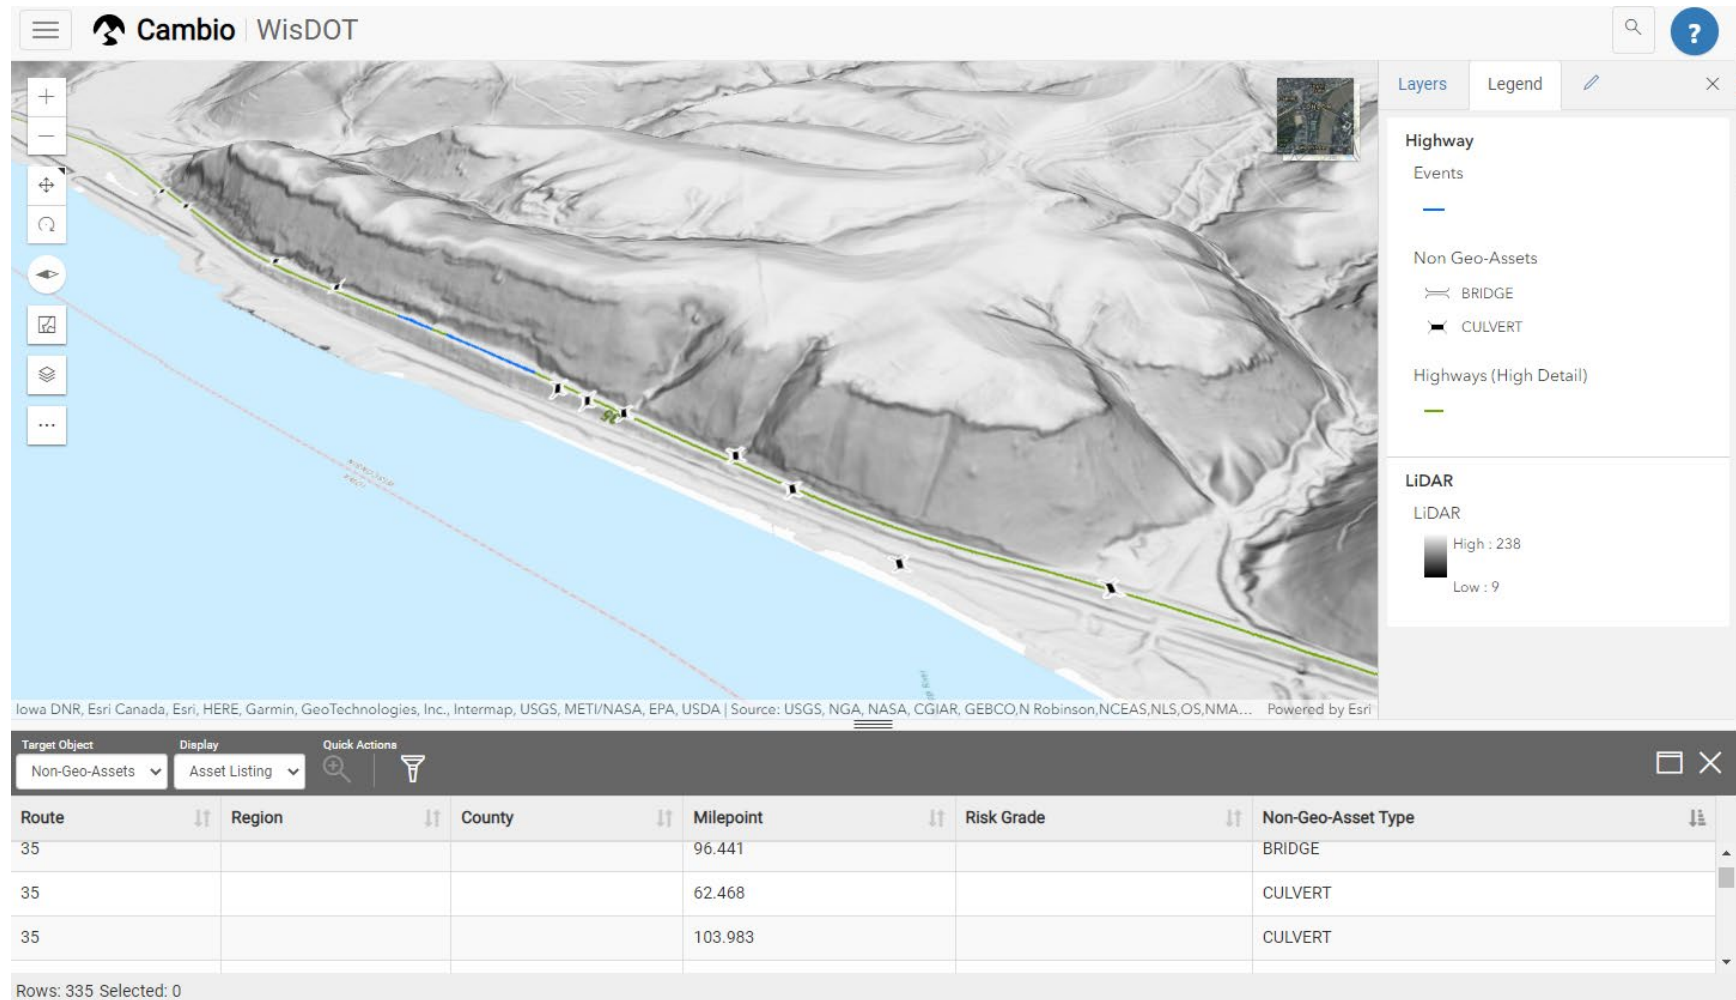 Cambio WisDOT
?
Layers Legend
Highway
Events
Non Geo-Assets
BRIDGE
CULVERT
Highways (High Detail)
LiDAR
LiDAR
High : 238
Low : 9
35
WISCONSIN
IOWA
Iowa DNR, Esri Canada, Esri, HERE, Garmin, GeoTechnologies, Inc., Intermap, USGS, METI/NASA, EPA, USDA | Source: USGS, NGA, NASA, CGIAR, GEBCO,N Robinson,NCEAS,NLS,OS,NMA... Powered by Esri
Target Object Display Quick Actions
Non-Geo-Assets Asset Listing
Route Region County Milepoint Risk Grade Non-Geo-Asset Type
35 96.441 BRIDGE
35 62.468 CULVERT
35 103.983 CULVERT
Rows: 335 Selected: 0